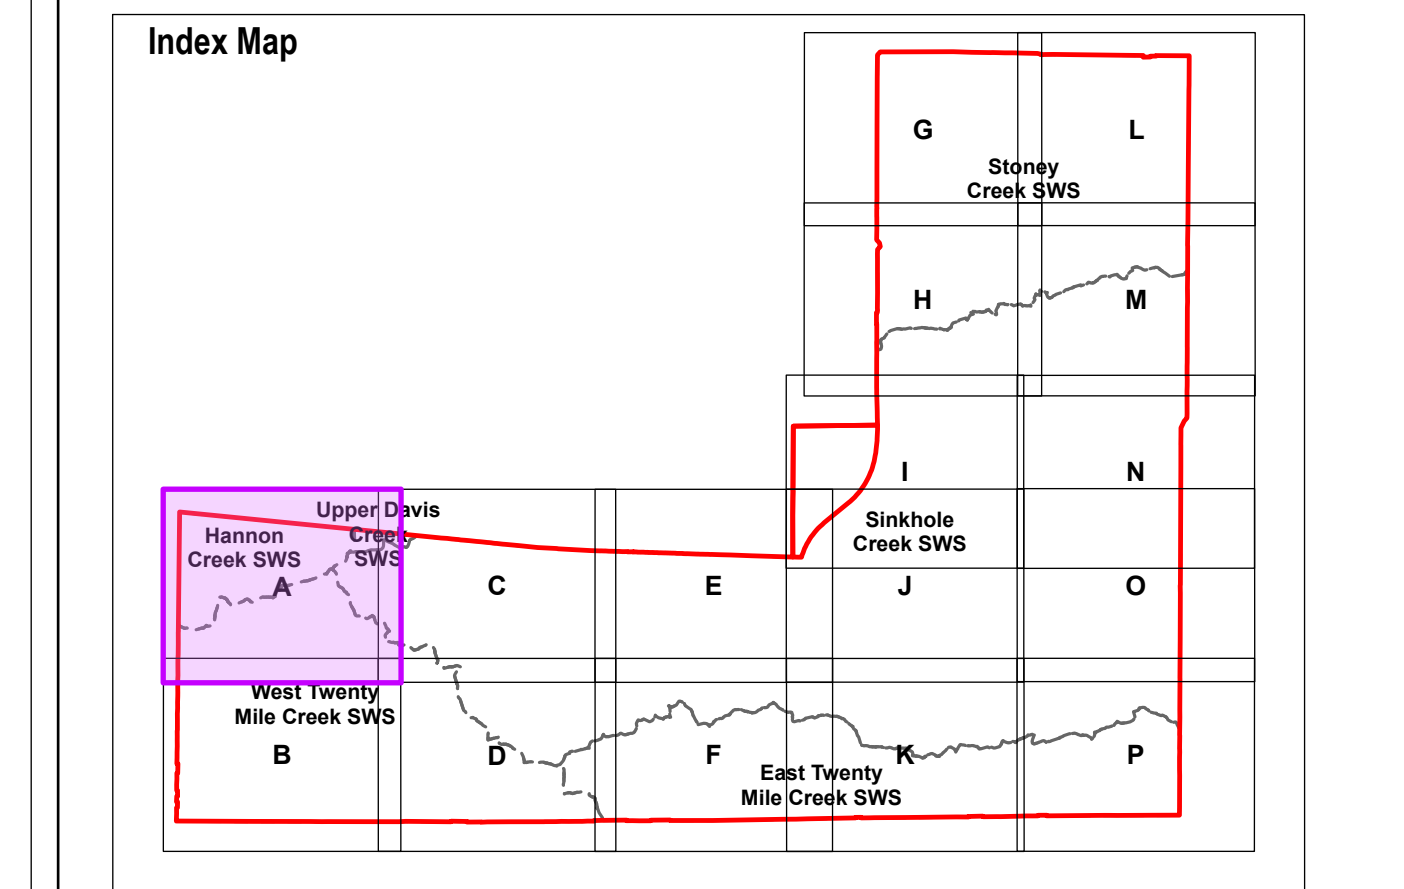 Index Map
G
L
Stoney
Creek SWS
H
M
I
N
Upper Davis
Creek
SWS
Hannon
Creek SWS
Sinkhole
Creek SWS
A
C
E
J
O
West Twenty
Mile Creek SWS
B
D
F
K
P
East Twenty
Mile Creek SWS